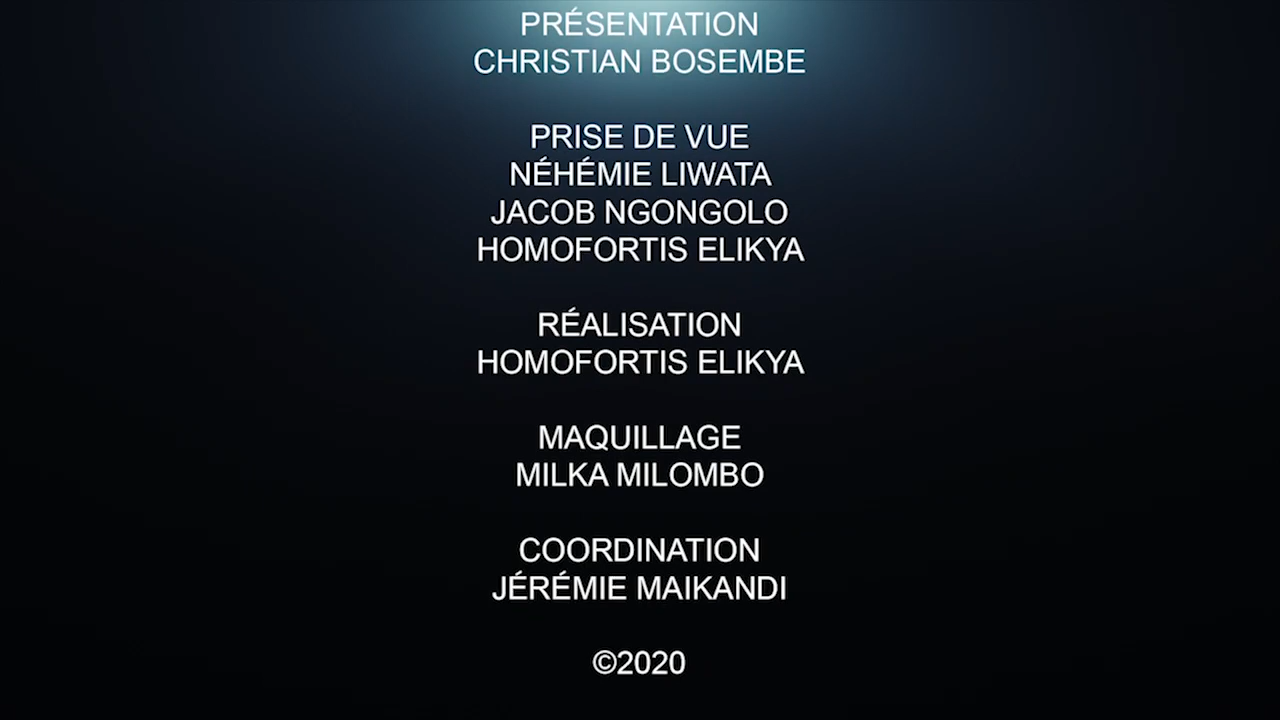 PRÉSENTATION
CHRISTIAN BOSEMBE
PRISE DE VUE
NÉHÉMIE LIWATA
JACOB NGONGOLO
HOMOFORTIS ELIKYA
RÉALISATION
HOMOFORTIS ELIKYA
MAQUILLAGE
MILKA MILOMBO
COORDINATION
JÉRÉMIE MAIKANDI
©2020